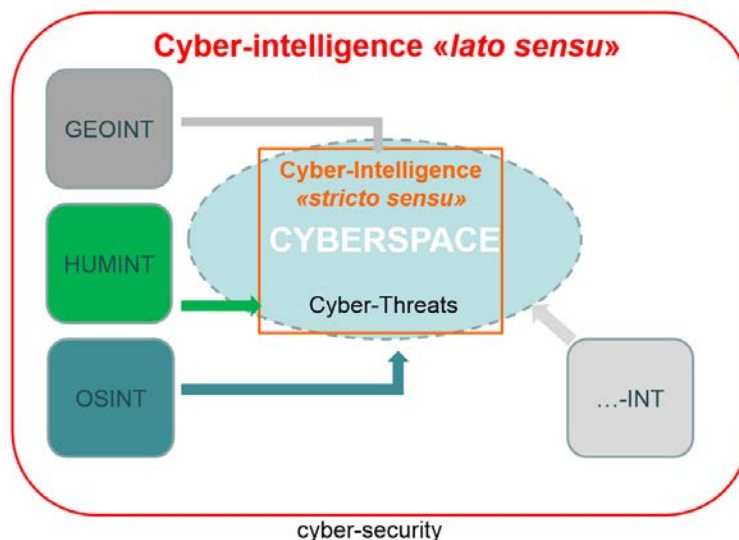 Cyber-intelligence «lato sensu»
GEOINT
Cyber-Intelligence
«stricto sensu»
HUMINT
CYBERSPACE
Cyber-Threats
OSINT
...-INT
cyber-security